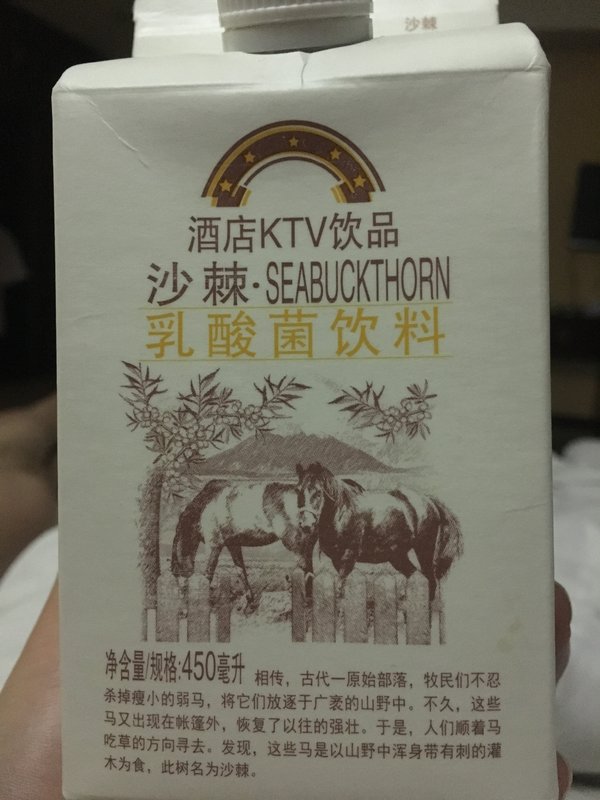 沙棘
酒店KTV饮品
沙棘·SEABUCKTHORN
乳酸菌饮料
净含量/规格:450毫升
相传，古代一原始部落，牧民们不忍
杀掉瘦小的弱马，将它们放逐于广袤的山野中。不久，这些
马又出现在帐篷外，恢复了以往的强壮。于是，人们顺着马
吃草的方向寻去。发现，这些马是以山野中浑身带有刺的灌
木为食，此树名为沙棘。